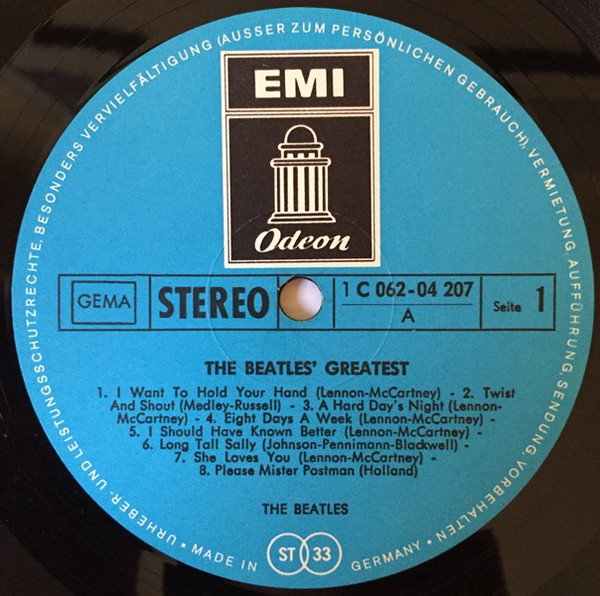 URHEBER- UND LEISTUNGSSCHUTZRECHTE, BESONDERS VERVIELFÄLTIGUNG (AUSSER ZUM PERSÖNLICHEN GEBRAUCH), VERMIETUNG, AUFFÜHRUNG, SENDUNG, VORBEHALTEN •
EMI
Odeon
GEMA
STEREO
1 C 062-04 207
A
Seite 1
THE BEATLES' GREATEST
1. I Want To Hold Your Hand (Lennon-McCartney) - 2. Twist
And Shout (Medley-Russell) - 3. A Hard Day's Night (Lennon-
McCartney) - 4. Eight Days A Week (Lennon-McCartney) -
5. I Should Have Known Better (Lennon-McCartney) -
6. Long Tall Sally (Johnson-Pennimann-Blackwell) -
7. She Loves You (Lennon-McCartney) -
8. Please Mister Postman (Holland)
THE BEATLES
• MADE IN GERMANY •
ST 33